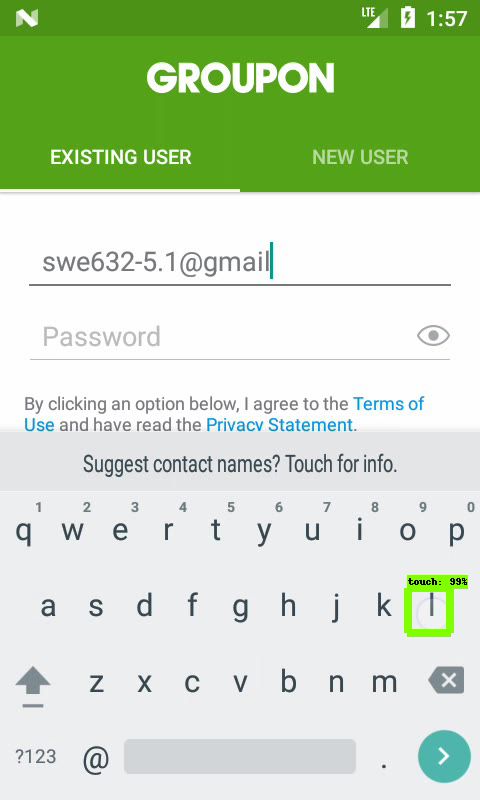 LTE 1:57
GROUPON
EXISTING USER NEW USER
swe632-5.1@gmail
Password
By clicking an option below, I agree to the Terms of
Use and have read the Privacy Statement.
Suggest contact names? Touch for info.
1 2 3 4 5 6 7 8 9 0
q w e r t y u i o p
touch: 99%
a s d f g h j k l
z x c v b n m
?123 @ .